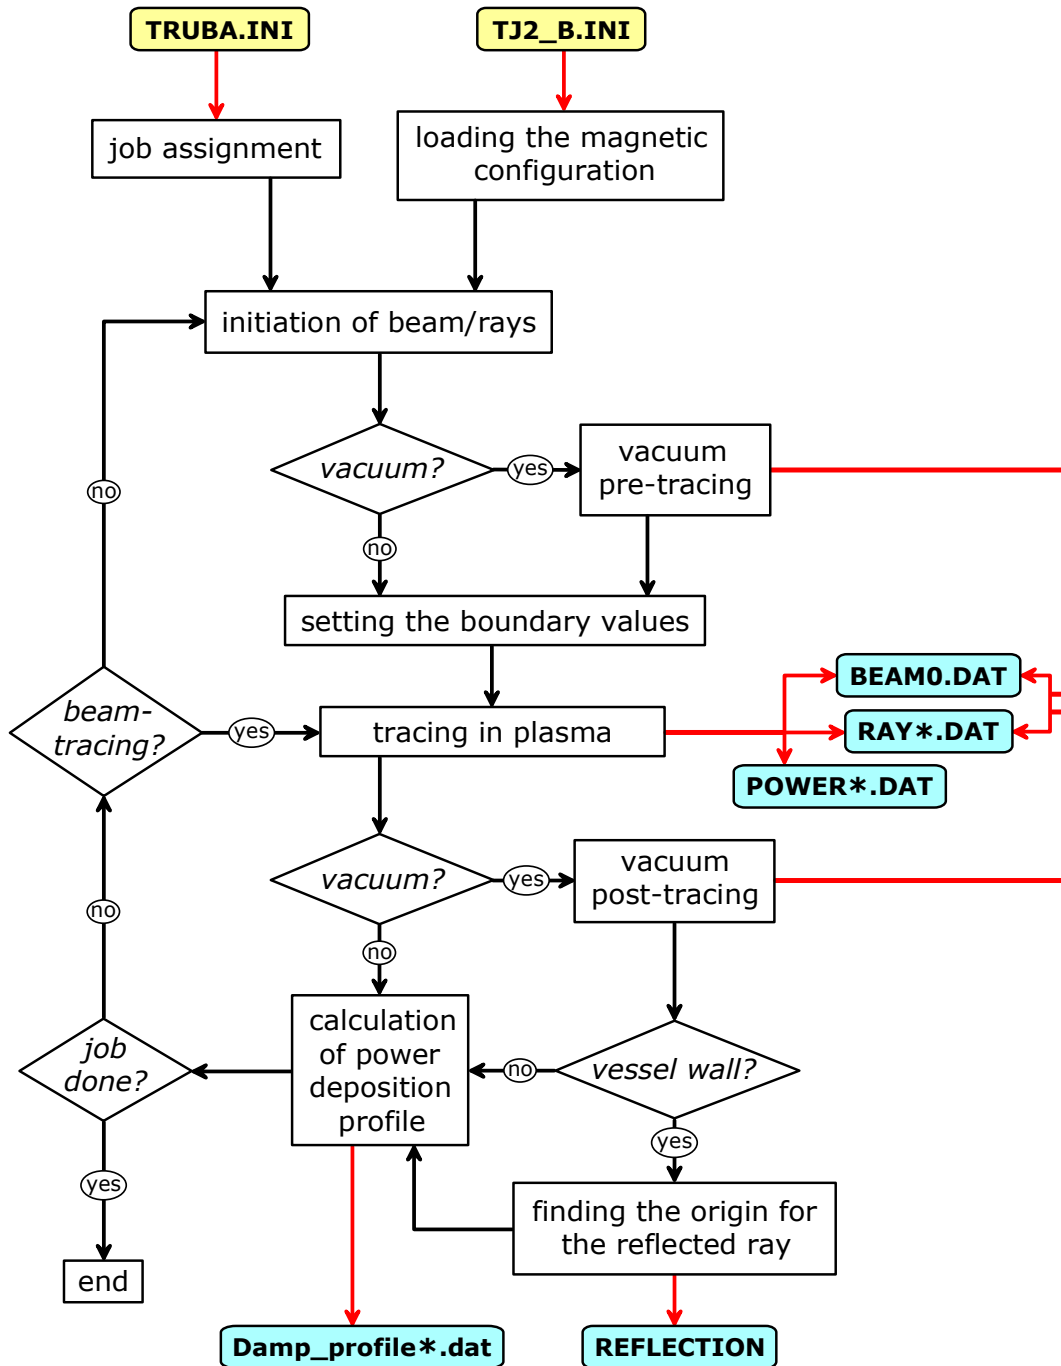 TRUBA.INI
TJ2_B.INI
job assignment
loading the magnetic
configuration
initiation of beam/rays
no
vacuum?
yes
vacuum
pre-tracing
no
setting the boundary values
BEAM0.DAT
beam-
tracing?
yes
tracing in plasma
RAY*.DAT
POWER*.DAT
vacuum?
yes
vacuum
post-tracing
no
no
calculation
of power
deposition
profile
job
done?
no
vessel wall?
yes
yes
finding the origin for
the reflected ray
end
Damp_profile*.dat
REFLECTION